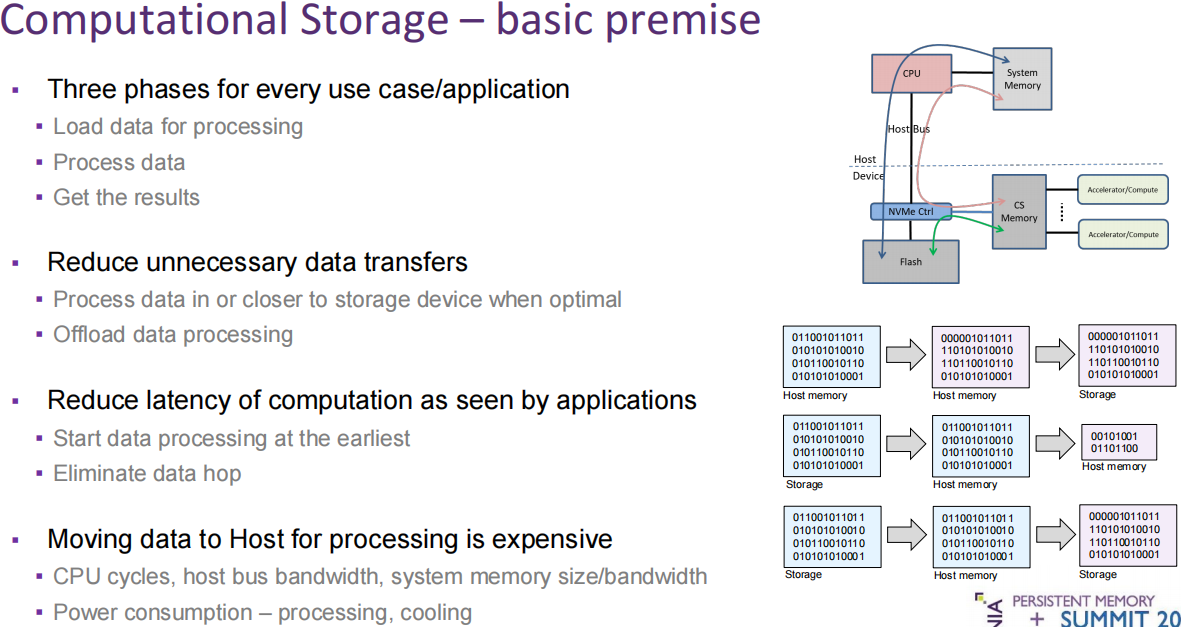 Computational Storage – basic premise
▪ Three phases for every use case/application
▪ Load data for processing
▪ Process data
▪ Get the results
▪ Reduce unnecessary data transfers
▪ Process data in or closer to storage device when optimal
▪ Offload data processing
▪ Reduce latency of computation as seen by applications
▪ Start data processing at the earliest
▪ Eliminate data hop
▪ Moving data to Host for processing is expensive
▪ CPU cycles, host bus bandwidth, system memory size/bandwidth
▪ Power consumption – processing, cooling
CPU
System
Memory
Host Bus
Host
Device
NVMe Ctrl
CS
Memory
Accelerator/Compute
Accelerator/Compute
Flash
011001011011
010101010010
010110010110
010101010001
Host memory
000001011011
110101010010
110110010110
010101010001
Host memory
000001011011
110101010010
110110010110
010101010001
Storage
011001011011
010101010010
010110010110
010101010001
Storage
011001011011
010101010010
010110010110
010101010001
Host memory
00101001
01101100
Host memory
011001011011
010101010010
010110010110
010101010001
Storage
011001011011
010101010010
010110010110
010101010001
Host memory
000001011011
110101010010
110110010110
010101010001
Storage
PERSISTENT MEMORY
+ SUMMIT 20